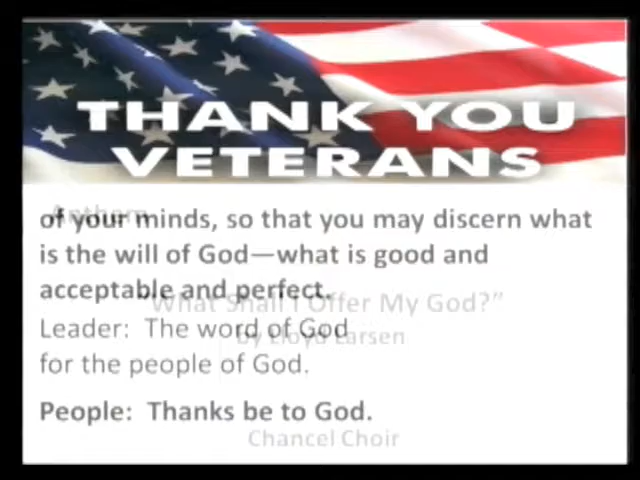 THANK YOU
VETERANS
Anthem
of your minds, so that you may discern what
is the will of God—what is good and
acceptable and perfect.
"What Shall I Offer My God?"
Leader: The word of God
by Lloyd Larsen
for the people of God.
People: Thanks be to God.
Chancel Choir